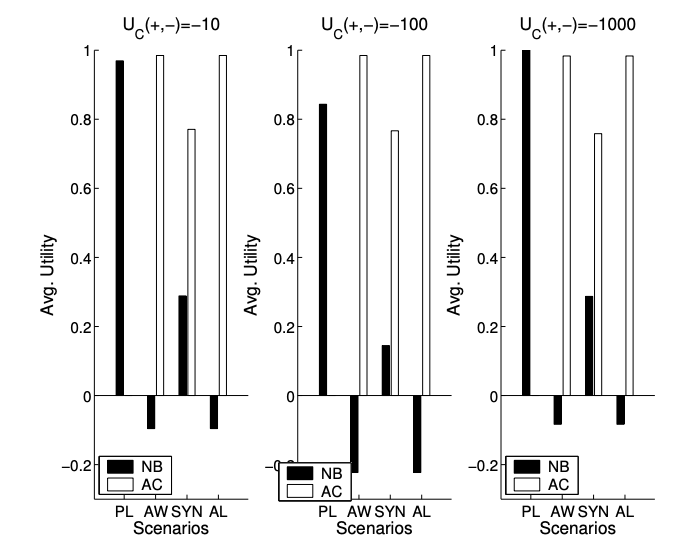 U_C(+,−)=−10
1
0.8
0.6
0.4
0.2
0
−0.2
Avg. Utility
NB
AC
PL AW SYN AL
Scenarios
U_C(+,−)=−100
1
0.8
0.6
0.4
0.2
0
Avg. Utility
NB
AC
PL AW SYN AL
Scenarios
U_C(+,−)=−1000
1
0.8
0.6
0.4
0.2
0
−0.2
Avg. Utility
NB
AC
PL AW SYN AL
Scenarios